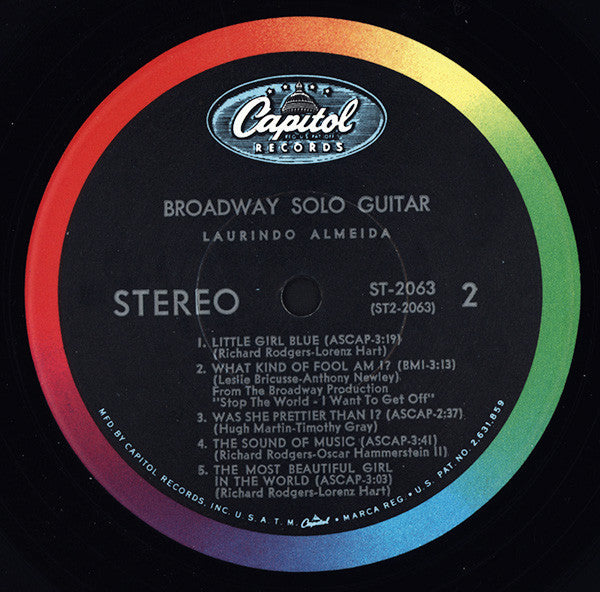 Capitol
REG. U.S. PAT. OFF.
RECORDS
BROADWAY SOLO GUITAR
LAURINDO ALMEIDA
STEREO
ST-2063
(ST2-2063)
2
1. LITTLE GIRL BLUE (ASCAP-3:19)
(Richard Rodgers-Lorenz Hart)
2. WHAT KIND OF FOOL AM I? (BMI-3:13)
(Leslie Bricusse-Anthony Newley)
From The Broadway Production
"Stop The World - I Want To Get Off"
3. WAS SHE PRETTIER THAN I? (ASCAP-2:37)
(Hugh Martin-Timothy Gray)
4. THE SOUND OF MUSIC (ASCAP-3:41)
(Richard Rodgers-Oscar Hammerstein II)
5. THE MOST BEAUTIFUL GIRL
IN THE WORLD (ASCAP-3:03)
(Richard Rodgers-Lorenz Hart)
MFD. BY CAPITOL RECORDS, INC. U.S.A. T.M. Capitol • MARCA REG. • U.S. PAT. NO. 2,631,859